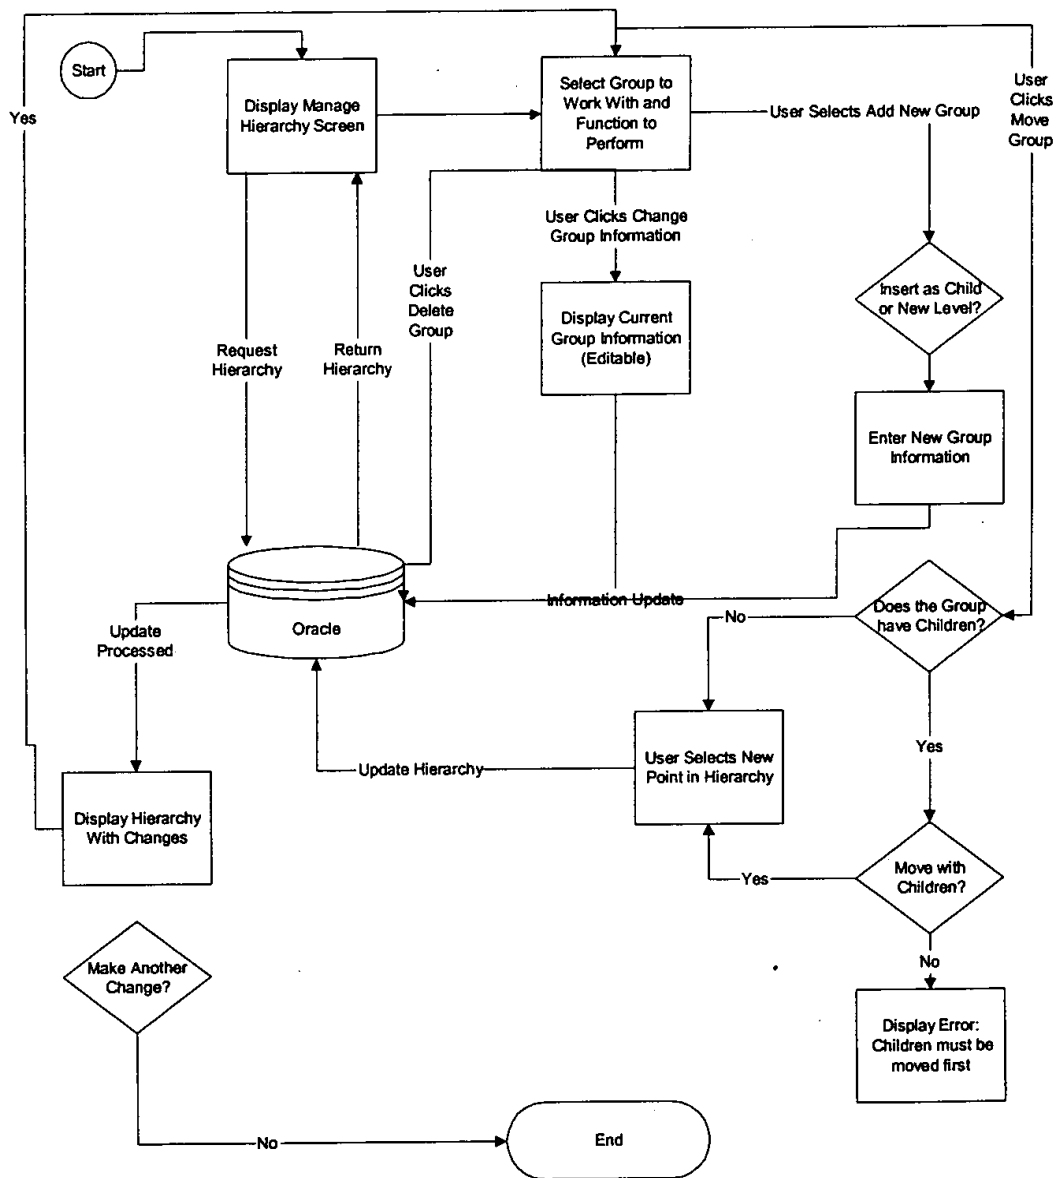 Start
Yes
Display Manage
Hierarchy Screen
Select Group to
Work With and
Function to
Perform
User Selects Add New Group
User
Clicks
Move
Group
User Clicks Change
Group Information
User
Clicks
Delete
Group
Insert as Child
or New Level?
Display Current
Group Information
(Editable)
Request
Hierarchy
Return
Hierarchy
Enter New Group
Information
Information Update
Oracle
Does the Group
have Children?
No
Update
Processed
Yes
User Selects New
Point in Hierarchy
Update Hierarchy
Display Hierarchy
With Changes
Move with
Children?
Yes
No
Make Another
Change?
Display Error:
Children must be
moved first
No
End